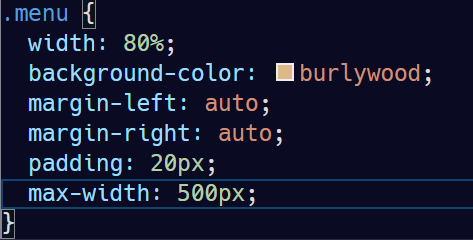 .menu {
  width: 80%;
  background-color: burlywood;
  margin-left: auto;
  margin-right: auto;
  padding: 20px;
  max-width: 500px;
}